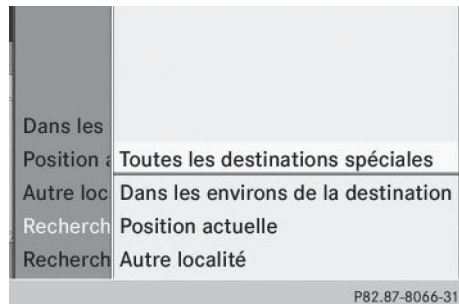 Dans les
Position
Toutes les destinations spéciales
Autre loc
Dans les environs de la destination
Recherch
Position actuelle
Recherch
Autre localité
P82.87-8066-31